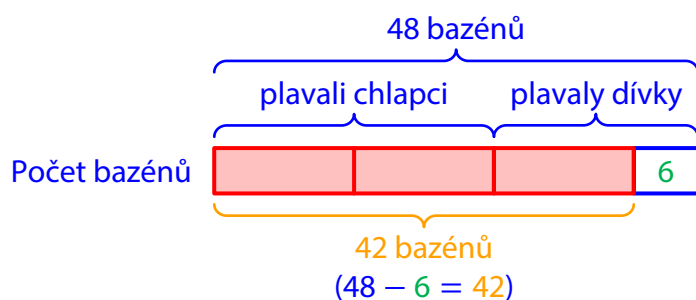 48 bazénů
plavali chlapci plavaly dívky
Počet bazénů 6
42 bazénů
(48 − 6 = 42)